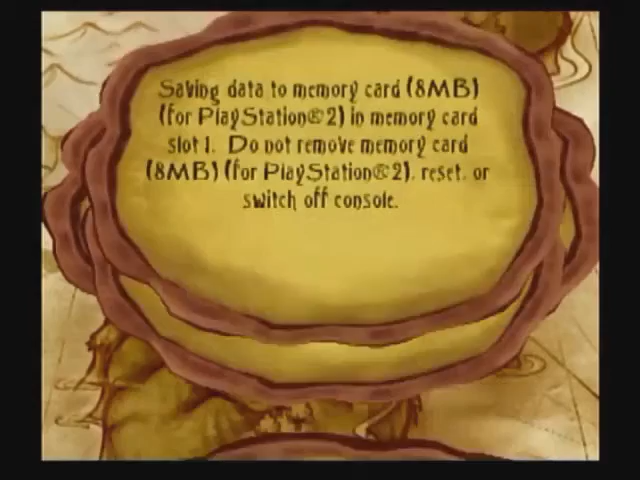 Saving data to memory card (8MB)
(for PlayStation®2) in memory card
slot 1. Do not remove memory card
(8MB) (for PlayStation®2), reset, or
switch off console.